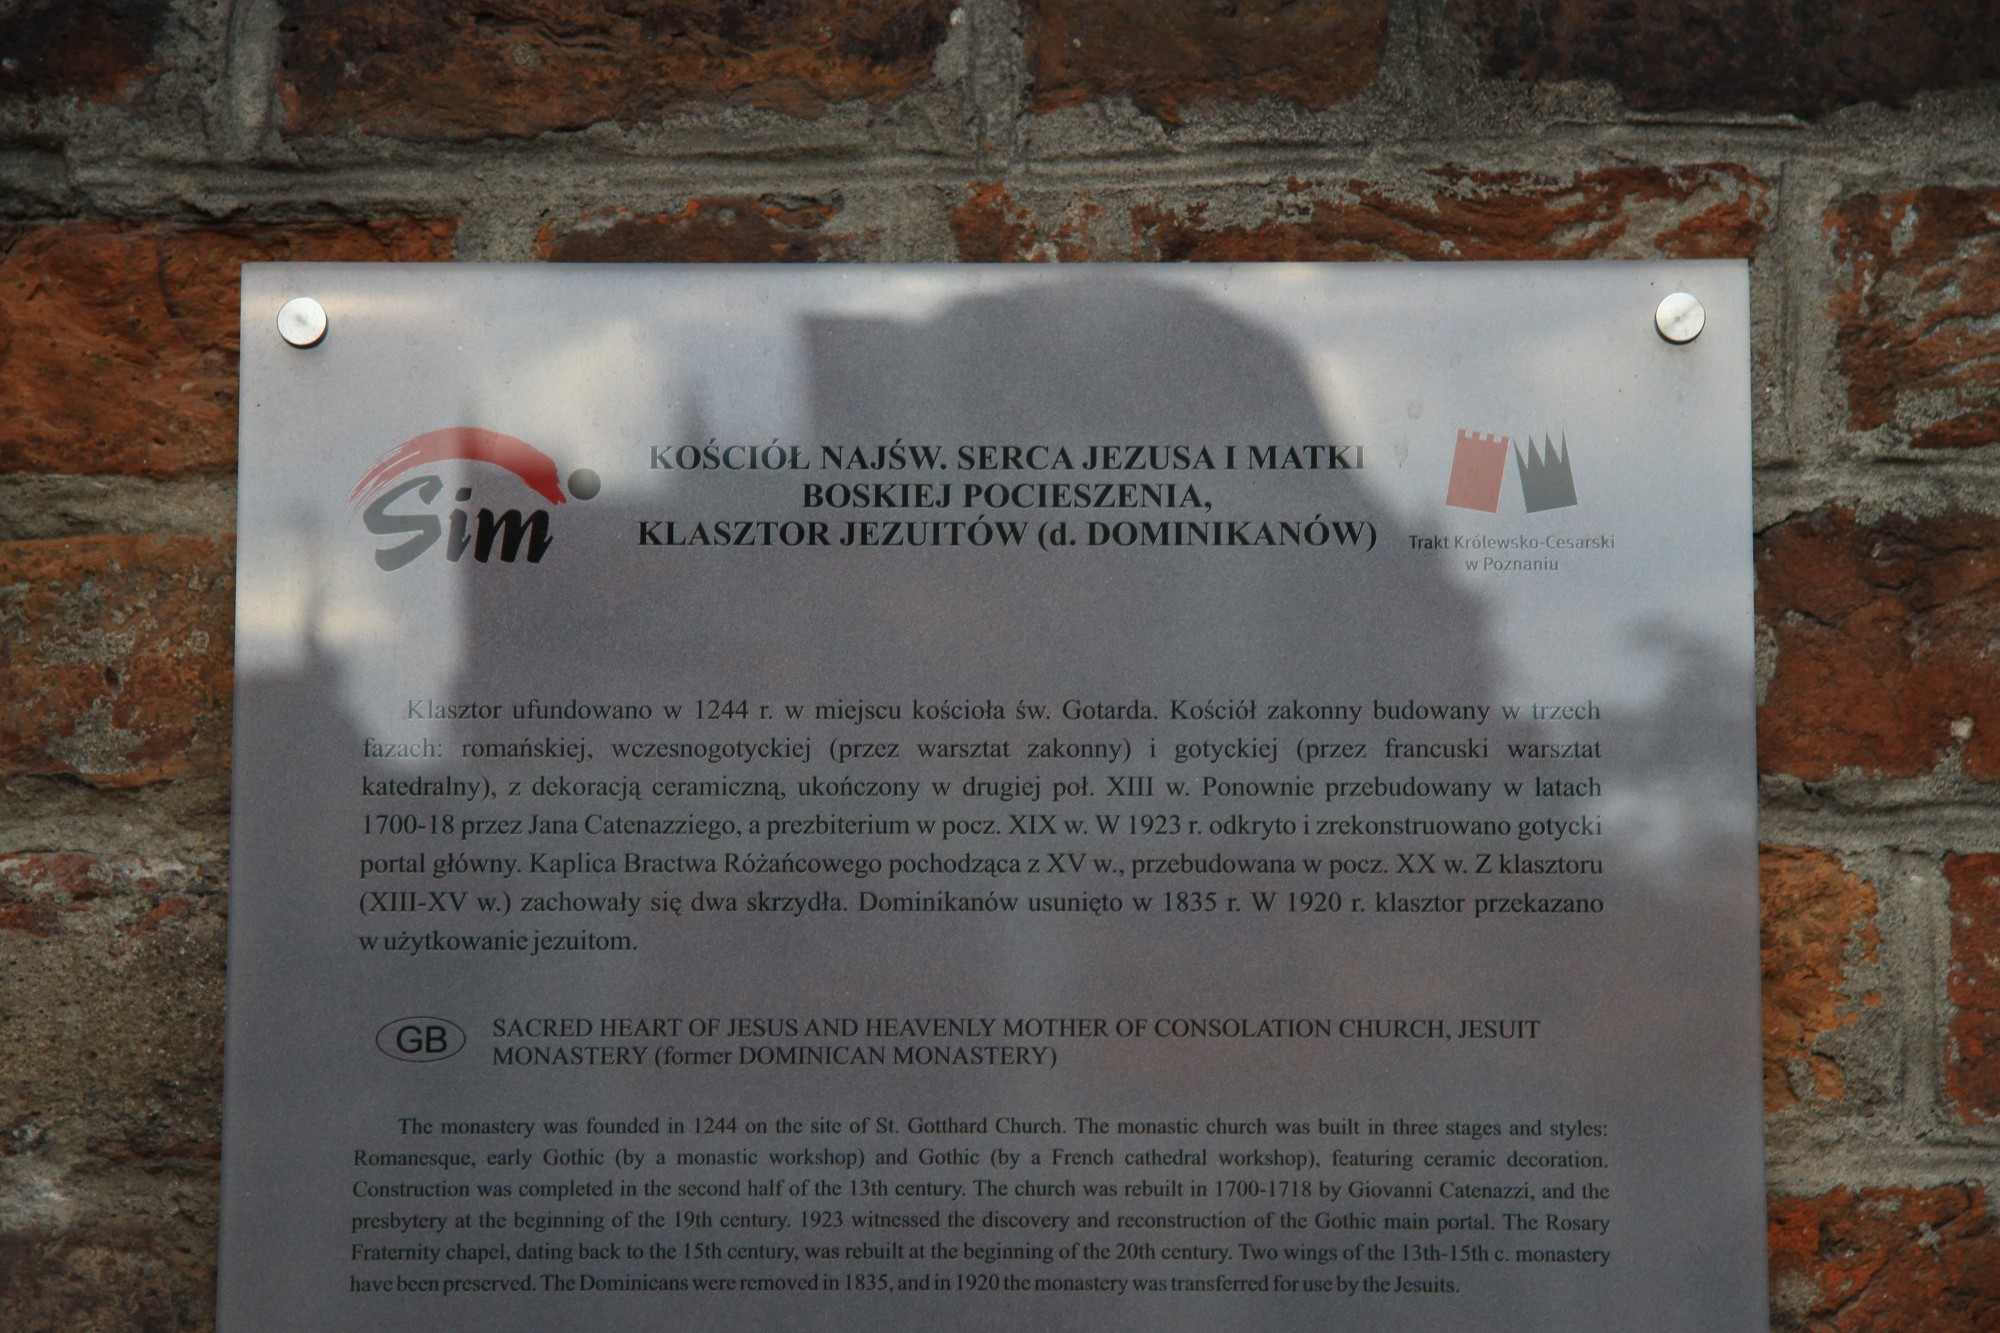 Sim
KOŚCIÓŁ NAJŚW. SERCA JEZUSA I MATKI
BOSKIEJ POCIESZENIA,
KLASZTOR JEZUITÓW (d. DOMINIKANÓW)
Trakt Królewsko-Cesarski
w Poznaniu
Klasztor ufundowano w 1244 r. w miejscu kościoła św. Gotarda. Kościół zakonny budowany w trzech
fazach: romańskiej, wczesnogotyckiej (przez warsztat zakonny) i gotyckiej (przez francuski warsztat
katedralny), z dekoracją ceramiczną, ukończony w drugiej poł. XIII w. Ponownie przebudowany w latach
1700-18 przez Jana Catenazziego, a prezbiterium w pocz. XIX w. W 1923 r. odkryto i zrekonstruowano gotycki
portal główny. Kaplica Bractwa Różańcowego pochodząca z XV w., przebudowana w pocz. XX w. Z klasztoru
(XIII-XV w.) zachowały się dwa skrzydła. Dominikanów usunięto w 1835 r. W 1920 r. klasztor przekazano
w użytkowanie jezuitom.
GB
SACRED HEART OF JESUS AND HEAVENLY MOTHER OF CONSOLATION CHURCH, JESUIT
MONASTERY (former DOMINICAN MONASTERY)
The monastery was founded in 1244 on the site of St. Gotthard Church. The monastic church was built in three stages and styles:
Romanesque, early Gothic (by a monastic workshop) and Gothic (by a French cathedral workshop), featuring ceramic decoration.
Construction was completed in the second half of the 13th century. The church was rebuilt in 1700-1718 by Giovanni Catenazzi, and the
presbytery at the beginning of the 19th century. 1923 witnessed the discovery and reconstruction of the Gothic main portal. The Rosary
Fraternity chapel, dating back to the 15th century, was rebuilt at the beginning of the 20th century. Two wings of the 13th-15th c. monastery
have been preserved. The Dominicans were removed in 1835, and in 1920 the monastery was transferred for use by the Jesuits.